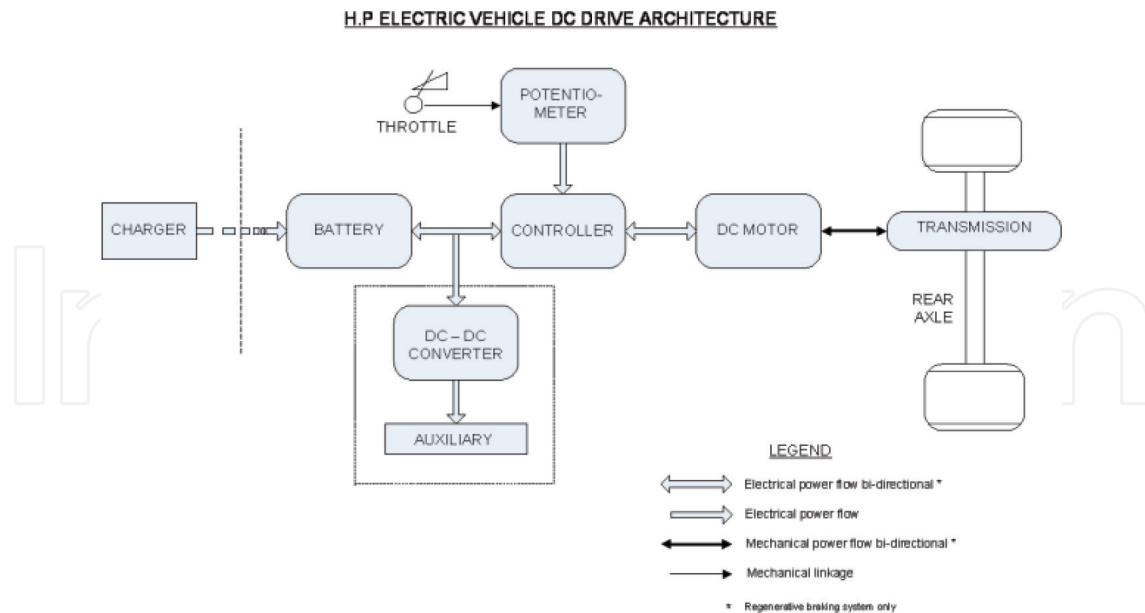 H.P ELECTRIC VEHICLE DC DRIVE ARCHITECTURE
THROTTLE
POTENTIO-
METER
CHARGER
BATTERY
CONTROLLER
DC MOTOR
TRANSMISSION
REAR
AXLE
DC – DC
CONVERTER
AUXILIARY
LEGEND
Electrical power flow bi-directional *
Electrical power flow
Mechanical power flow bi-directional *
Mechanical linkage
* Regenerative braking system only